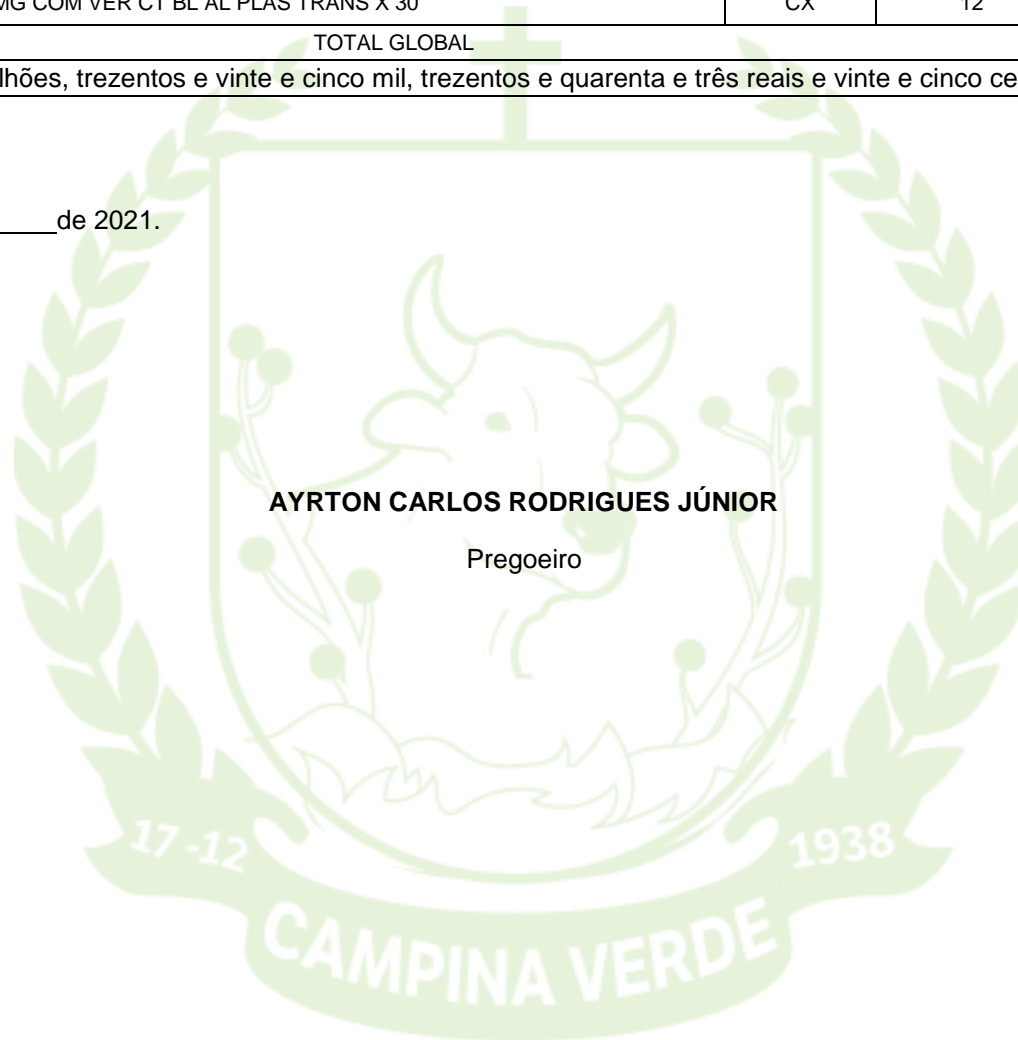 MG COM VER CT BL AL PLAS TRANS X 30 CX 12
TOTAL GLOBAL
lhões, trezentos e vinte e cinco mil, trezentos e quarenta e três reais e vinte e cinco ce
_____de 2021.
AYRTON CARLOS RODRIGUES JÚNIOR
Pregoeiro
17-12 1938
CAMPINA VERDE